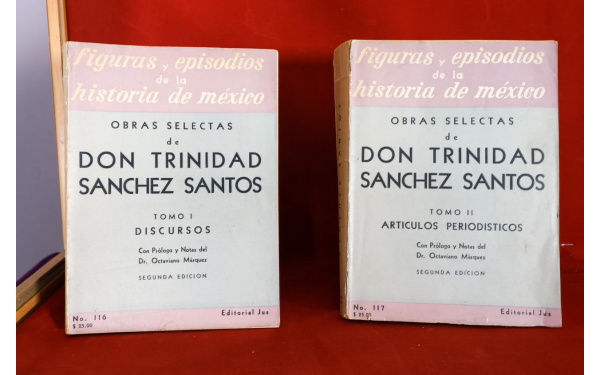 figuras y episodios
de la
historia de méxico
OBRAS SELECTAS
de
DON TRINIDAD
SANCHEZ SANTOS
TOMO I
DISCURSOS
Con Prólogo y Notas del
Dr. Octaviano Márquez
SEGUNDA EDICION
No. 116
$ 25.00
Editorial Jus
figuras y episodios
de la
historia de méxico
OBRAS SELECTAS
de
DON TRINIDAD
SANCHEZ SANTOS
TOMO II
ARTICULOS PERIODISTICOS
Con Prólogo y Notas del
Dr. Octaviano Márquez
SEGUNDA EDICION
No. 117
Editorial Jus